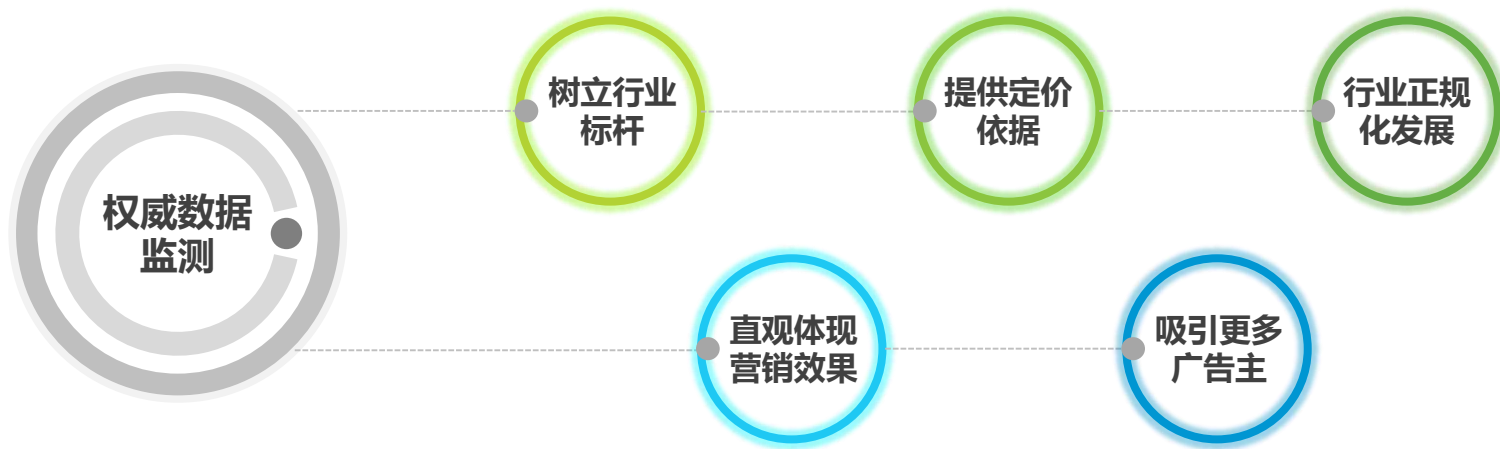 权威数据
监测
树立行业
标杆
提供定价
依据
行业正规
化发展
直观体现
营销效果
吸引更多
广告主